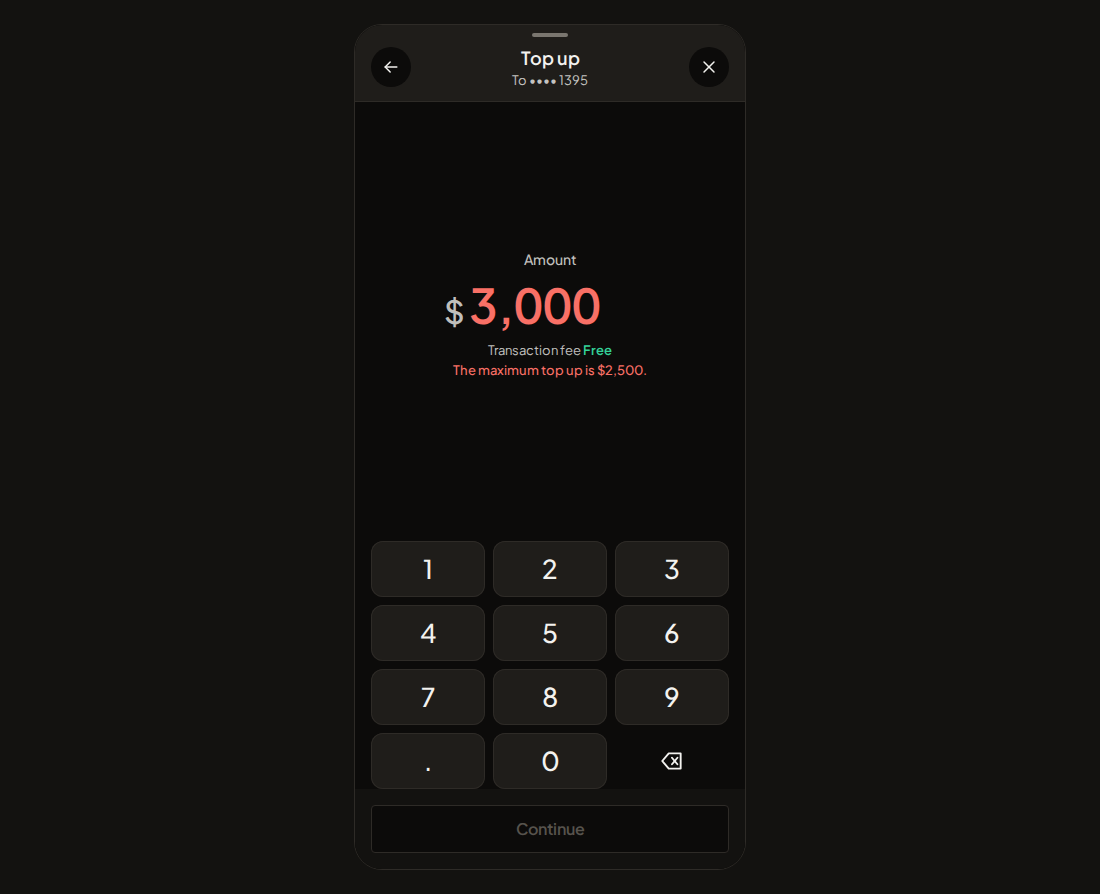 Top up
To •••• 1395
Amount
$ 3,000
Transaction fee Free
The maximum top up is $2,500.
1 2 3
4 5 6
7 8 9
. 0
Continue